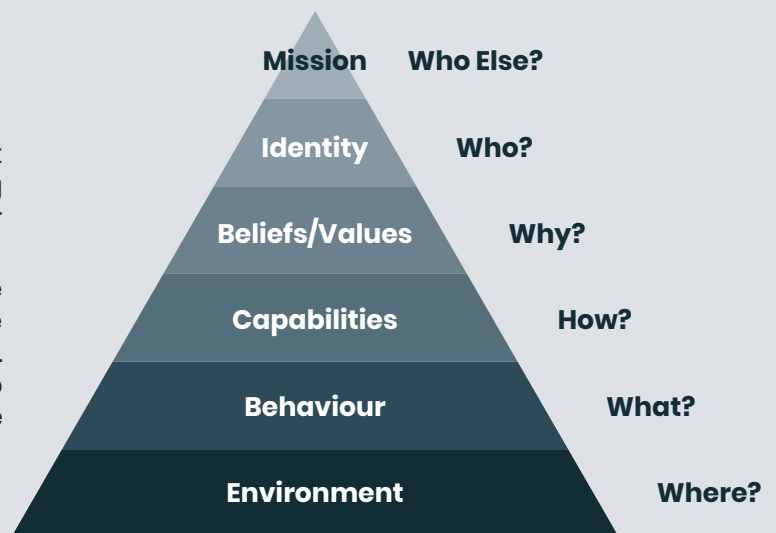 Mission Who Else?
Identity Who?
Beliefs/Values Why?
Capabilities How?
Behaviour What?
Environment Where?